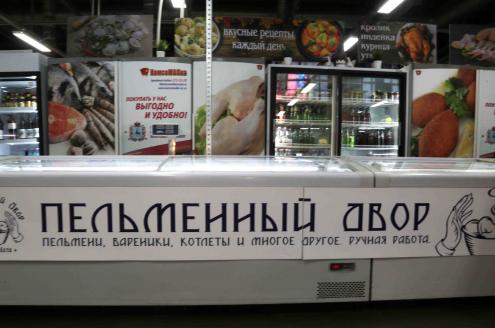 вкусные рецепты
каждый день
кролик
индейка
курица
утка
ПОКУПАТЬ У НАС
ВЫГОДНО
И УДОБНО!
ПЕЛЬМЕННЫЙ ДВОР
ПЕЛЬМЕНИ, ВАРЕНИКИ, КОТЛЕТЫ И МНОГОЕ ДРУГОЕ. РУЧНАЯ РАБОТА.